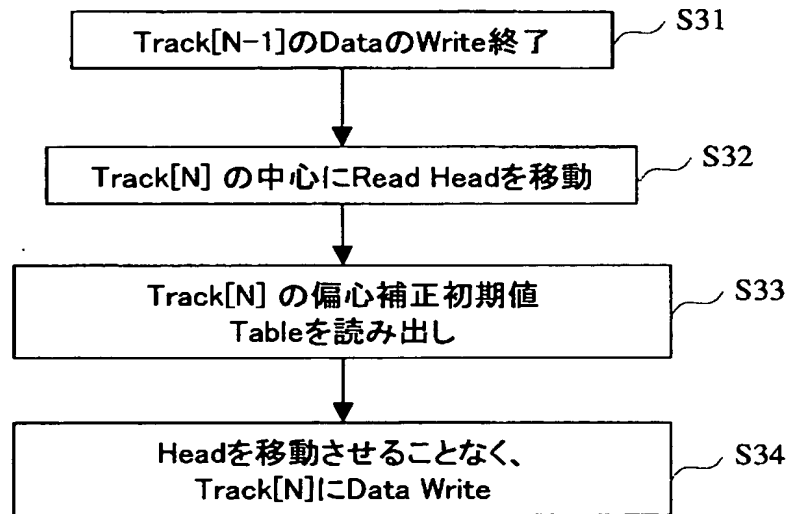 Track[N-1]のDataのWrite終了
S31
Track[N] の中心にRead Headを移動
S32
Track[N] の偏心補正初期値
Tableを読み出し
S33
Headを移動させることなく、
Track[N]にData Write
S34